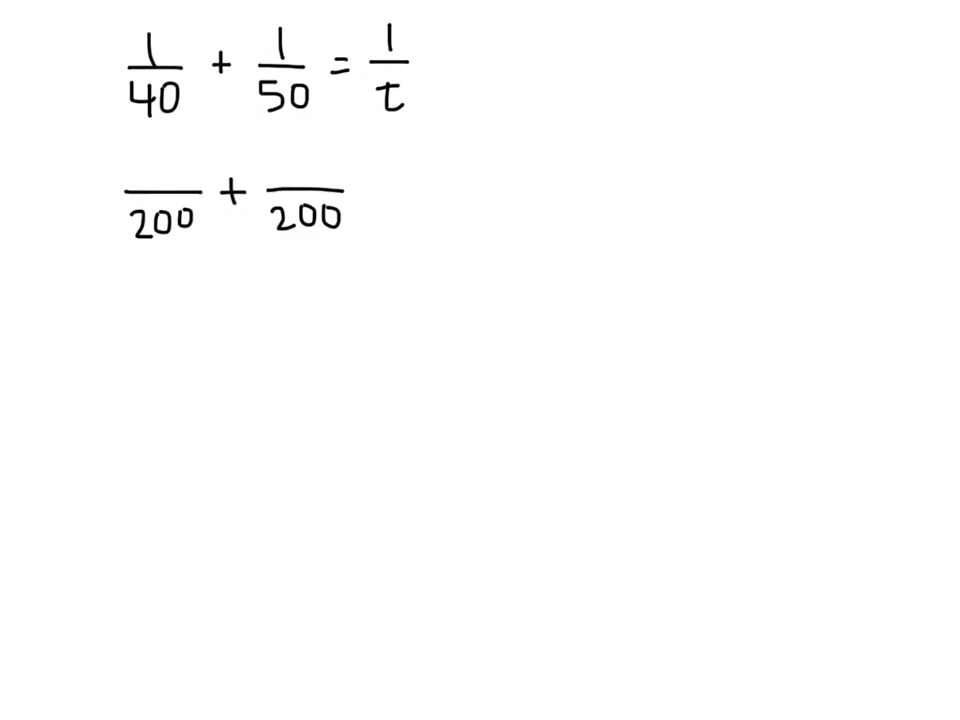 1/40 + 1/50 = 1/t
/200 + /200